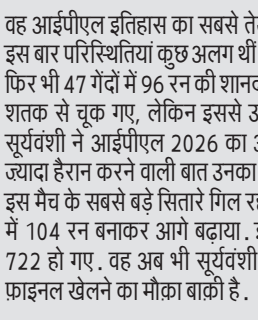 वह आईपीएल इतिहास का सबसे
इस बार परिस्थितियां कुछ अलग थीं
फिर भी 47 गेंदों में 96 रन की
शतक से चूक गए, लेकिन इससे
सूर्यवंशी ने आईपीएल 2026 का
ज्यादा हैरान करने वाली बात उनका
इस मैच के सबसे बड़े सितारे गिल
में 104 रन बनाकर आगे बढ़ाया.
722 हो गए. वह अब भी सूर्यवंशी
फ़ाइनल खेलने का मौक़ा बाक़ी है.